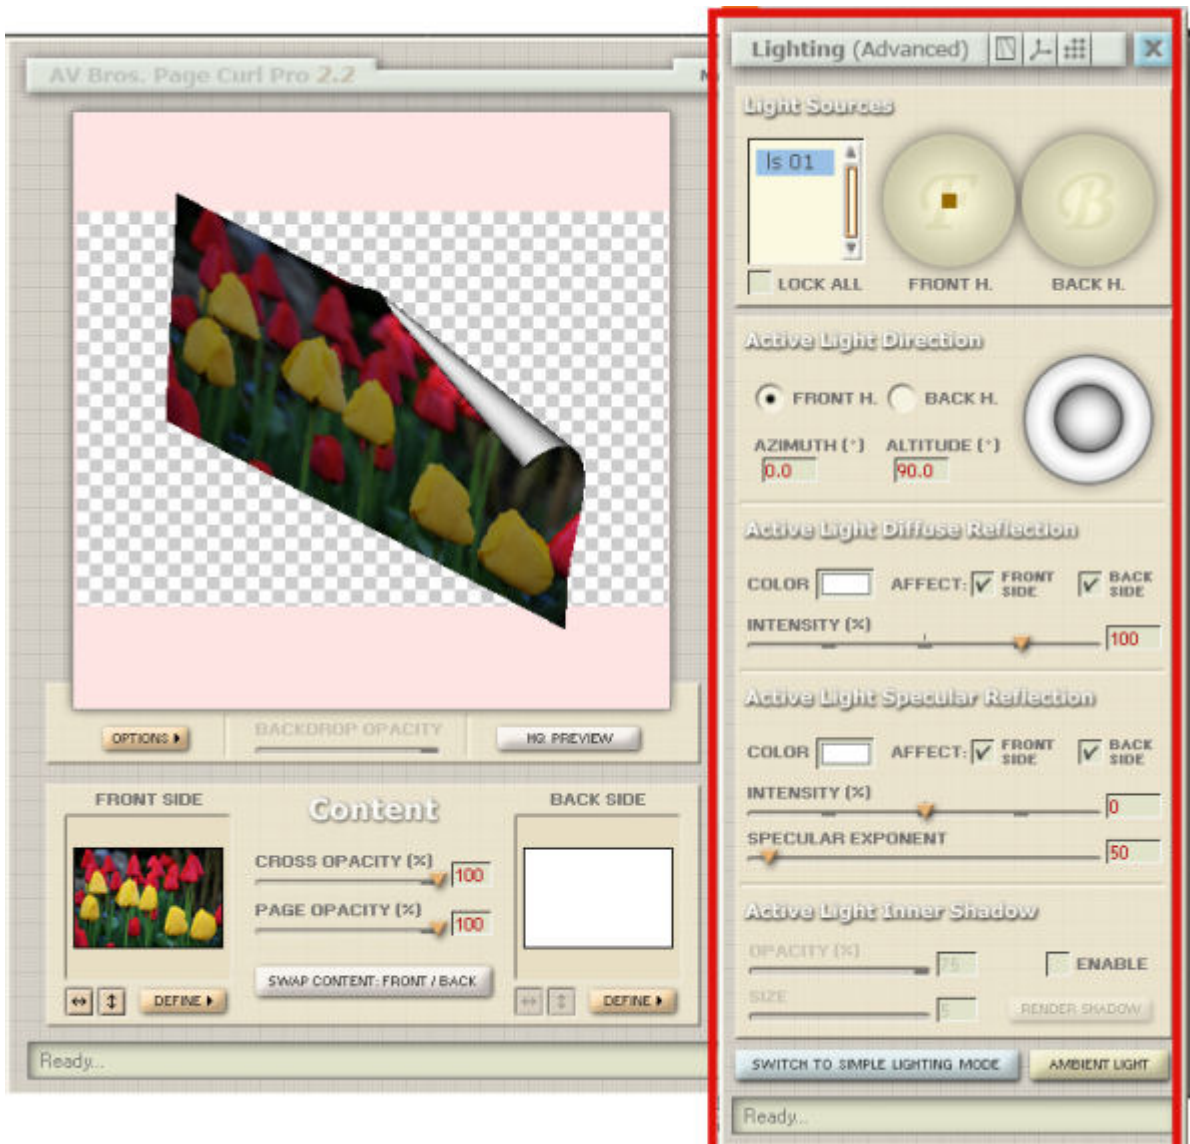 AV Bros. Page Curl Pro 2.2
OPTIONS
BACKDROP OPACITY
HQ PREVIEW
FRONT SIDE
Content
BACK SIDE
CROSS OPACITY (%)
100
PAGE OPACITY (%)
100
SWAP CONTENT: FRONT / BACK
DEFINE
DEFINE
Ready...
Lighting (Advanced)
X
Light Sources
ls 01
F
B
LOCK ALL
FRONT H.
BACK H.
Active Light Direction
FRONT H.
BACK H.
AZIMUTH (°)
ALTITUDE (°)
0.0
90.0
Active Light Diffuse Reflection
COLOR
AFFECT:
FRONT SIDE
BACK SIDE
INTENSITY (%)
100
Active Light Specular Reflection
COLOR
AFFECT:
FRONT SIDE
BACK SIDE
INTENSITY (%)
0
SPECULAR EXPONENT
50
Active Light Inner Shadow
OPACITY (%)
75
ENABLE
SIZE
5
RENDER SHADOW
SWITCH TO SIMPLE LIGHTING MODE
AMBIENT LIGHT
Ready...